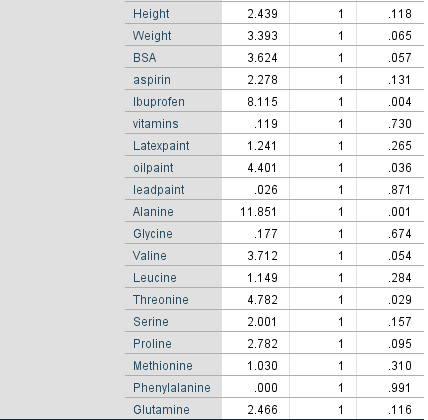 Height 2.439 1 .118
Weight 3.393 1 .065
BSA 3.624 1 .057
aspirin 2.278 1 .131
Ibuprofen 8.115 1 .004
vitamins .119 1 .730
Latexpaint 1.241 1 .265
oilpaint 4.401 1 .036
leadpaint .026 1 .871
Alanine 11.851 1 .001
Glycine .177 1 .674
Valine 3.712 1 .054
Leucine 1.149 1 .284
Threonine 4.782 1 .029
Serine 2.001 1 .157
Proline 2.782 1 .095
Methionine 1.030 1 .310
Phenylalanine .000 1 .991
Glutamine 2.466 1 .116